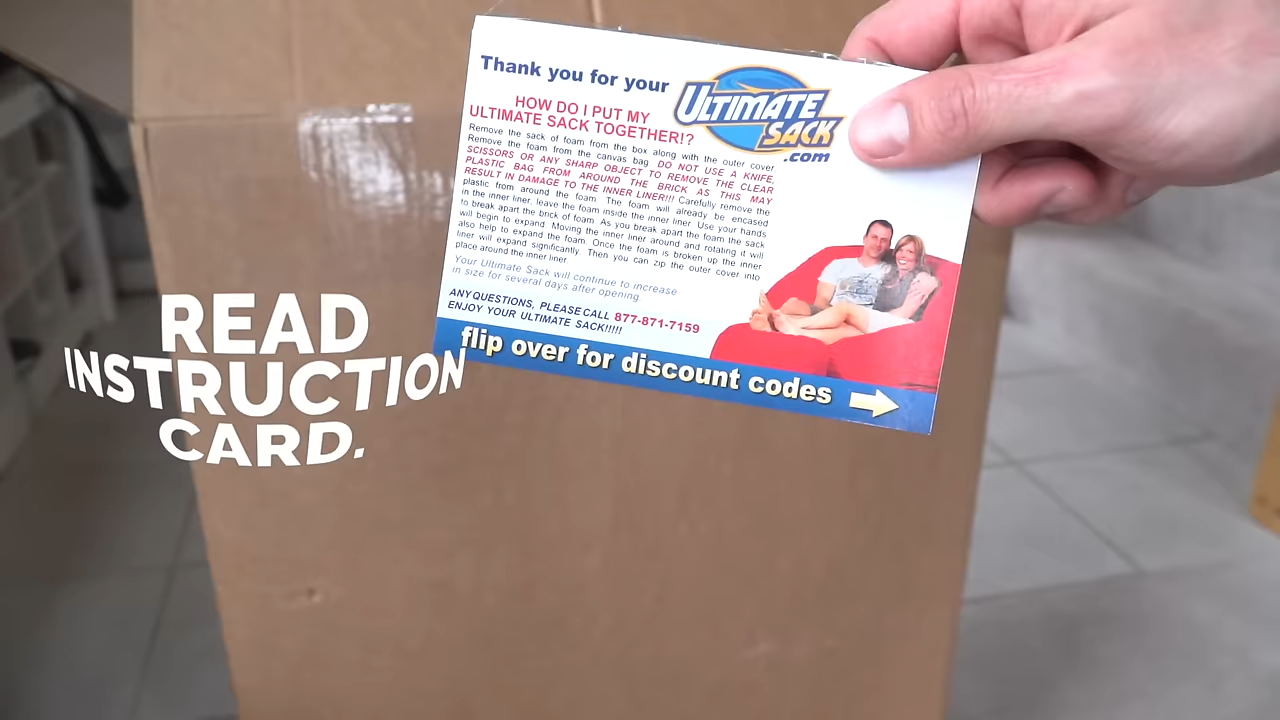 Thank you for your
ULTIMATE
SACK
.com
HOW DO I PUT MY
ULTIMATE SACK TOGETHER!?
Remove the sack of foam from the box along with the outer cover
Remove the foam from the canvas bag. DO NOT USE A KNIFE,
SCISSORS OR ANY SHARP OBJECT TO REMOVE THE CLEAR
PLASTIC BAG FROM AROUND THE BRICK AS THIS MAY
RESULT IN DAMAGE TO THE INNER LINER!!! Carefully remove the
plastic from around the foam. The foam will already be encased
in the inner liner, leave the foam inside the inner liner. Use your hands
to break apart the brick of foam. As you break apart the foam the sack
will begin to expand. Moving the inner liner around and rotating it will
also help to expand the foam. Once the foam is broken up the inner
liner will expand significantly. Then you can zip the outer cover into
place around the inner liner.
Your Ultimate Sack will continue to increase
in size for several days after opening.
ANY QUESTIONS, PLEASE CALL 877-871-7159
ENJOY YOUR ULTIMATE SACK!!!!!
flip over for discount codes
READ
INSTRUCTION
CARD.